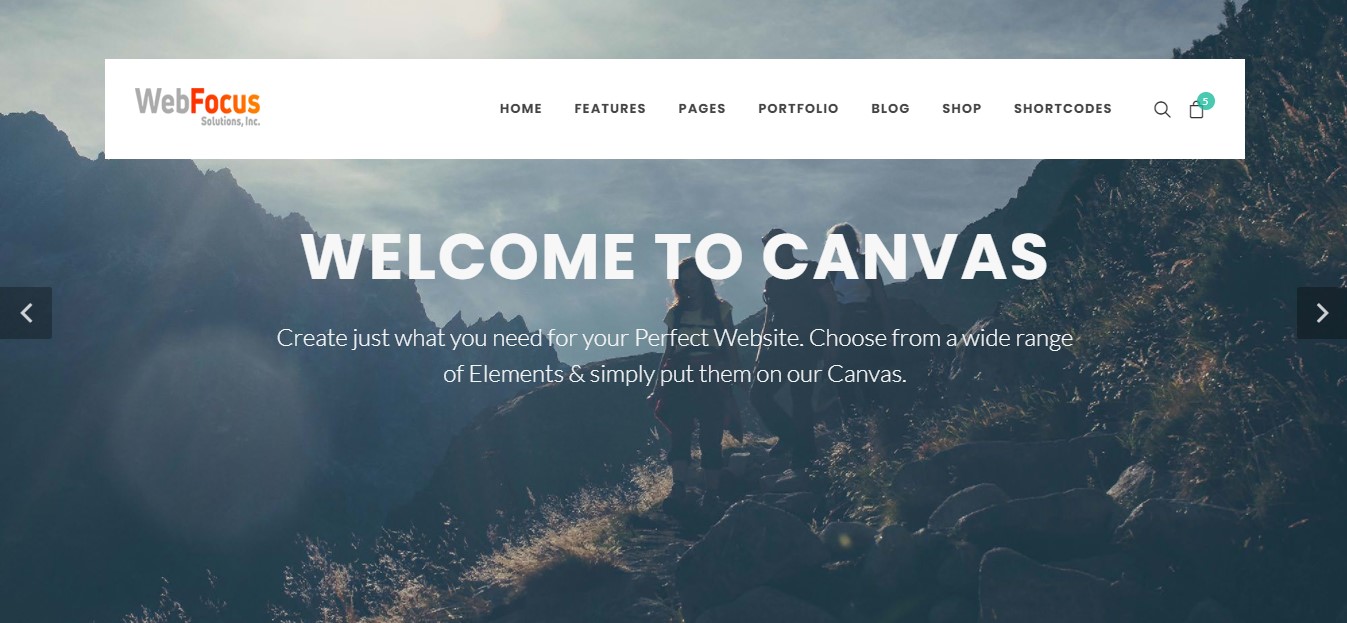 WebFocus
Solutions, Inc.
HOME FEATURES PAGES PORTFOLIO BLOG SHOP SHORTCODES 5
WELCOME TO CANVAS
Create just what you need for your Perfect Website. Choose from a wide range
of Elements & simply put them on our Canvas.